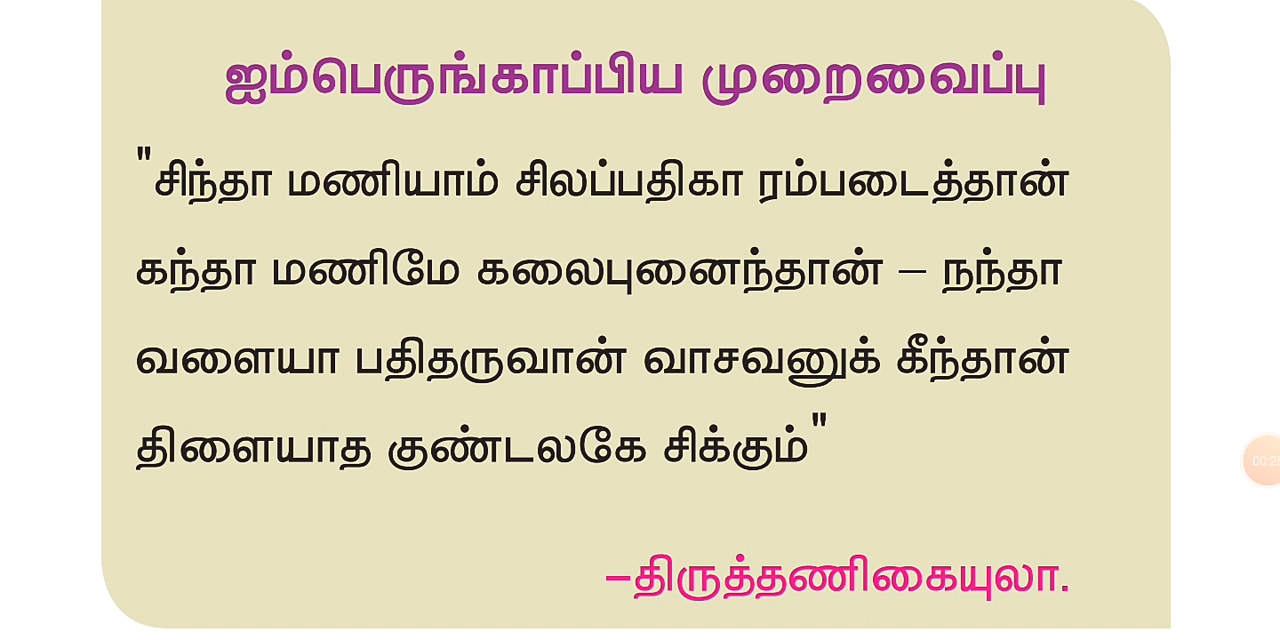 ஐம்பெருங்காப்பிய முறைவைப்பு
"சிந்தா மணியாம் சிலப்பதிகா ரம்படைத்தான்
கந்தா மணிமே கலைபுனைந்தான் – நந்தா
வளையா பதிதருவான் வாசவனுக் கீந்தான்
திளையாத குண்டலகே சிக்கும்"
–திருத்தணிகையுலா.